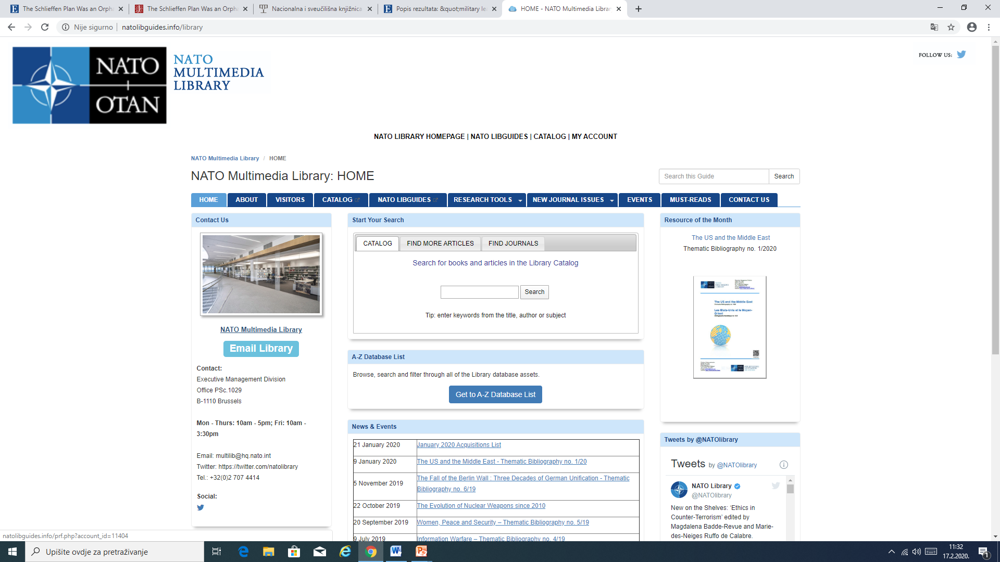 The Schlieffen Plan Was an Orpha
The Schlieffen Plan Was an Orpha
Nacionalna i sveučilišna knjižnica
Popis rezultata: &quot;military le
HOME - NATO Multimedia Librar
Nije sigurno
natolibguides.info/library
NATO
OTAN
NATO
MULTIMEDIA
LIBRARY
FOLLOW US:
NATO LIBRARY HOMEPAGE | NATO LIBGUIDES | CATALOG | MY ACCOUNT
NATO Multimedia Library / HOME
NATO Multimedia Library: HOME
Search this Guide
Search
HOME
ABOUT
VISITORS
CATALOG
NATO LIBGUIDES
RESEARCH TOOLS
NEW JOURNAL ISSUES
EVENTS
MUST-READS
CONTACT US
Contact Us
NATO Multimedia Library
Email Library
Contact:
Executive Management Division
Office PSc.1029
B-1110 Brussels
Mon - Thurs: 10am - 5pm; Fri: 10am -
3:30pm
Email: multilib@hq.nato.int
Twitter: https://twitter.com/natolibrary
Tel.: +32(0)2 707 4414
Social:
Start Your Search
CATALOG
FIND MORE ARTICLES
FIND JOURNALS
Search for books and articles in the Library Catalog
Search
Tip: enter keywords from the title, author or subject
A-Z Database List
Browse, search and filter through all of the Library database assets.
Get to A-Z Database List
News & Events
21 January 2020 January 2020 Acquisitions List
9 January 2020 The US and the Middle East - Thematic Bibliography no. 1/20
5 November 2019 The Fall of the Berlin Wall : Three Decades of German Unification - Thematic
Bibliography no. 6/19
22 October 2019 The Evolution of Nuclear Weapons since 2010
20 September 2019 Women, Peace and Security – Thematic Bibliography no. 5/19
9 July 2019 Information Warfare – Thematic Bibliography no. 4/19
Resource of the Month
The US and the Middle East
Thematic Bibliography no. 1/2020
The US and the Middle East
Les Etats-Unis et le Moyen-
Orient
Tweets by @NATOlibrary
Tweets by @NATOlibrary
NATO Library
@NATOlibrary
New on the Shelves: ‘Ethics in
Counter-Terrorism’ edited by
Magdalena Badde-Revue and Marie-
des-Neiges Ruffo de Calabre.
natolibguides.info/prf.php?account_id=11404
Upišite ovdje za pretraživanje
11:32
17.2.2020.
1